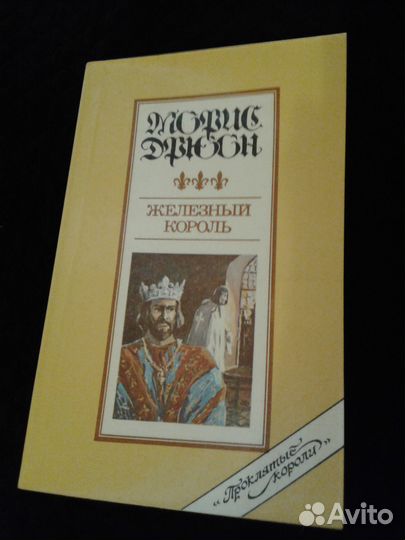 МОРИС
ДРЮОН
ЖЕЛЕЗНЫЙ
КОРОЛЬ
«Проклятые
короли»
Avito